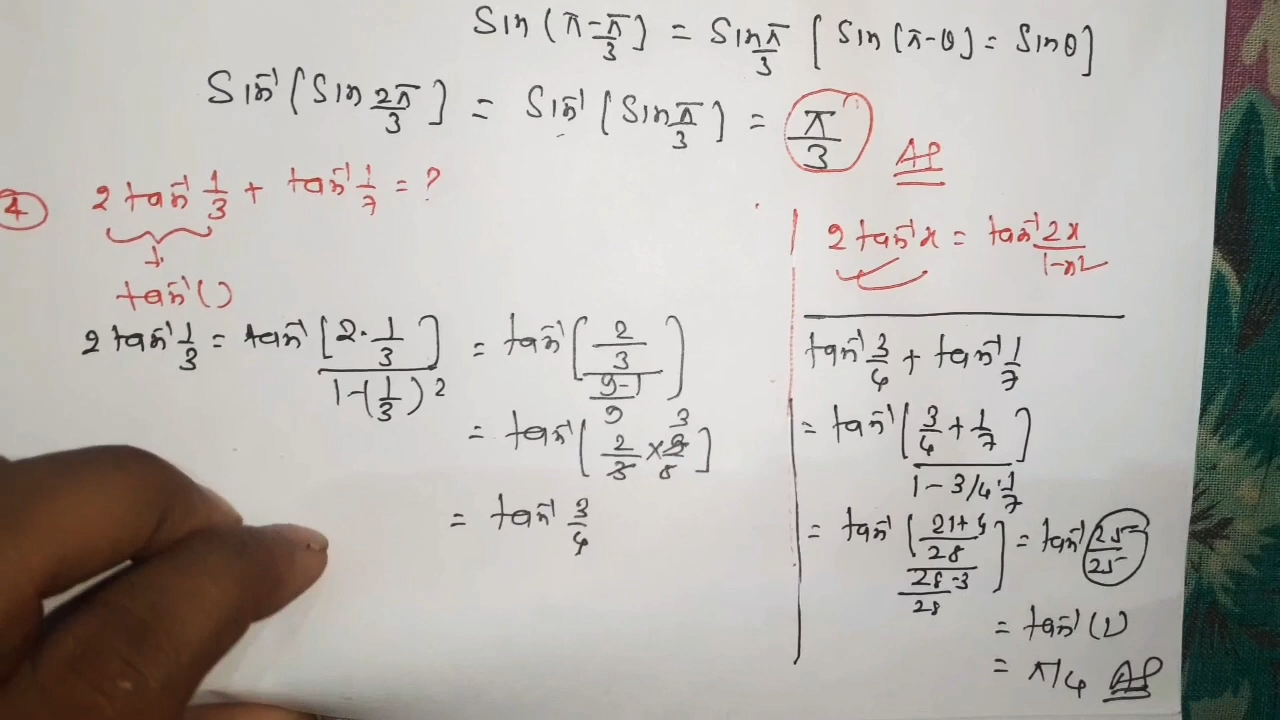 Sin (π - π/3) = Sin π/3 [Sin (π-θ) = Sinθ]
Sin⁻¹ (Sin 2π/3) = Sin⁻¹ (Sin π/3) = π/3
4 2 tan⁻¹ 1/3 + tan⁻¹ 1/7 = ?
tan⁻¹ ()
2 tan⁻¹ 1/3 = tan⁻¹ [2·1/3 / 1-(1/3)²] = tan⁻¹ (2/3 / 9-1/9)
= tan⁻¹ [2/3 × 9/8] 3
= tan⁻¹ 3/4
2 tan⁻¹ x = tan⁻¹ 2x/1-x²
tan⁻¹ 3/4 + tan⁻¹ 1/7
= tan⁻¹ (3/4 + 1/7 / 1 - 3/4·1/7)
= tan⁻¹ (21+4/28 / 28-3/28) = tan⁻¹ 25/25
= tan⁻¹ (1)
= π/4